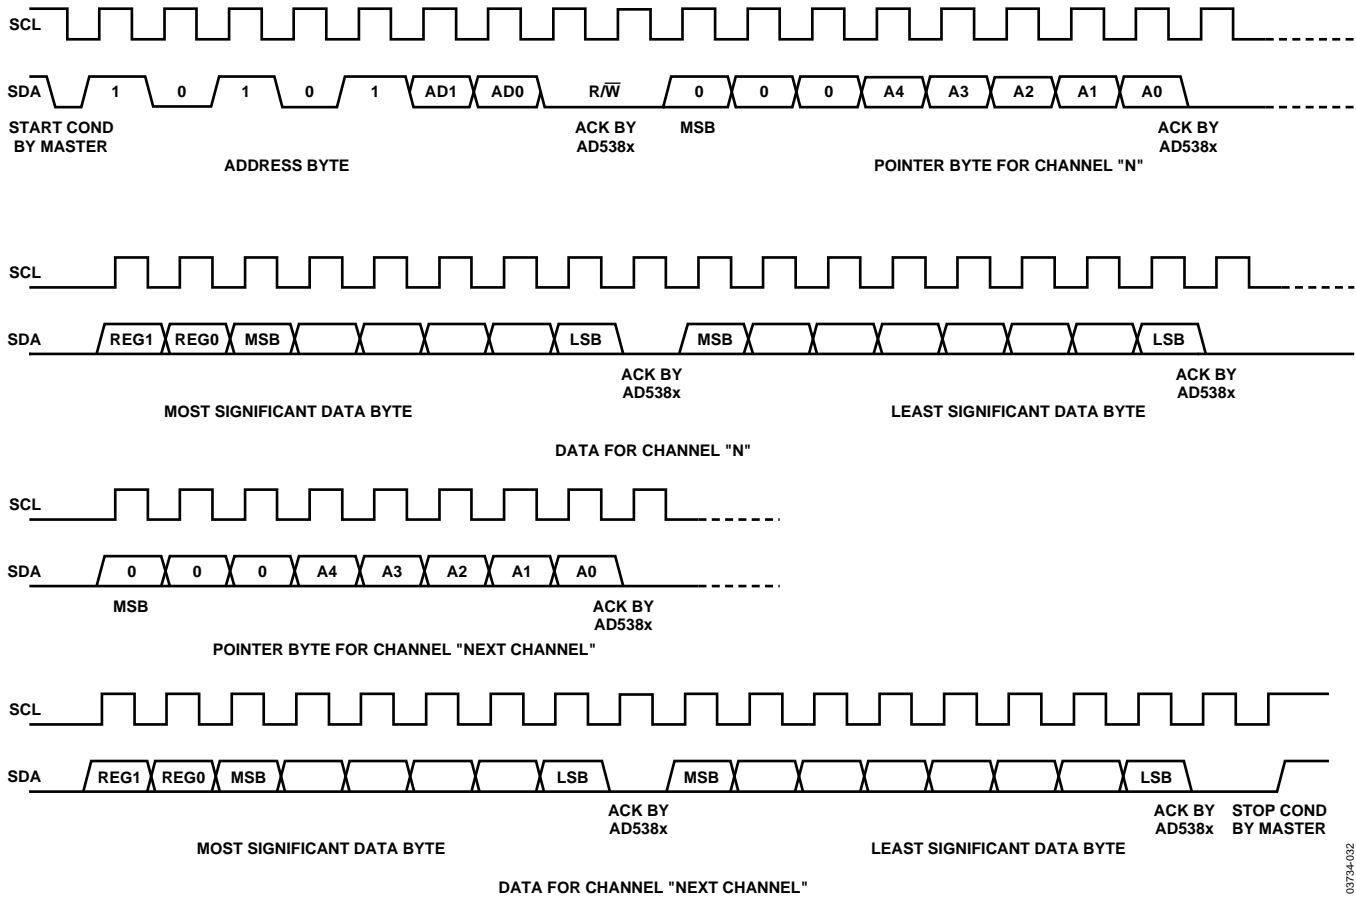 SCL
SDA 1 0 1 0 1 AD1 AD0 R/W̅ 0 0 0 A4 A3 A2 A1 A0
START COND BY MASTER
ACK BY AD538x
MSB
ACK BY AD538x
ADDRESS BYTE
POINTER BYTE FOR CHANNEL "N"
SCL
SDA REG1 REG0 MSB LSB MSB LSB
ACK BY AD538x
ACK BY AD538x
MOST SIGNIFICANT DATA BYTE
LEAST SIGNIFICANT DATA BYTE
DATA FOR CHANNEL "N"
SCL
SDA 0 0 0 A4 A3 A2 A1 A0
MSB
ACK BY AD538x
POINTER BYTE FOR CHANNEL "NEXT CHANNEL"
SCL
SDA REG1 REG0 MSB LSB MSB LSB
ACK BY AD538x
ACK BY AD538x
STOP COND BY MASTER
MOST SIGNIFICANT DATA BYTE
LEAST SIGNIFICANT DATA BYTE
DATA FOR CHANNEL "NEXT CHANNEL"
03734-032